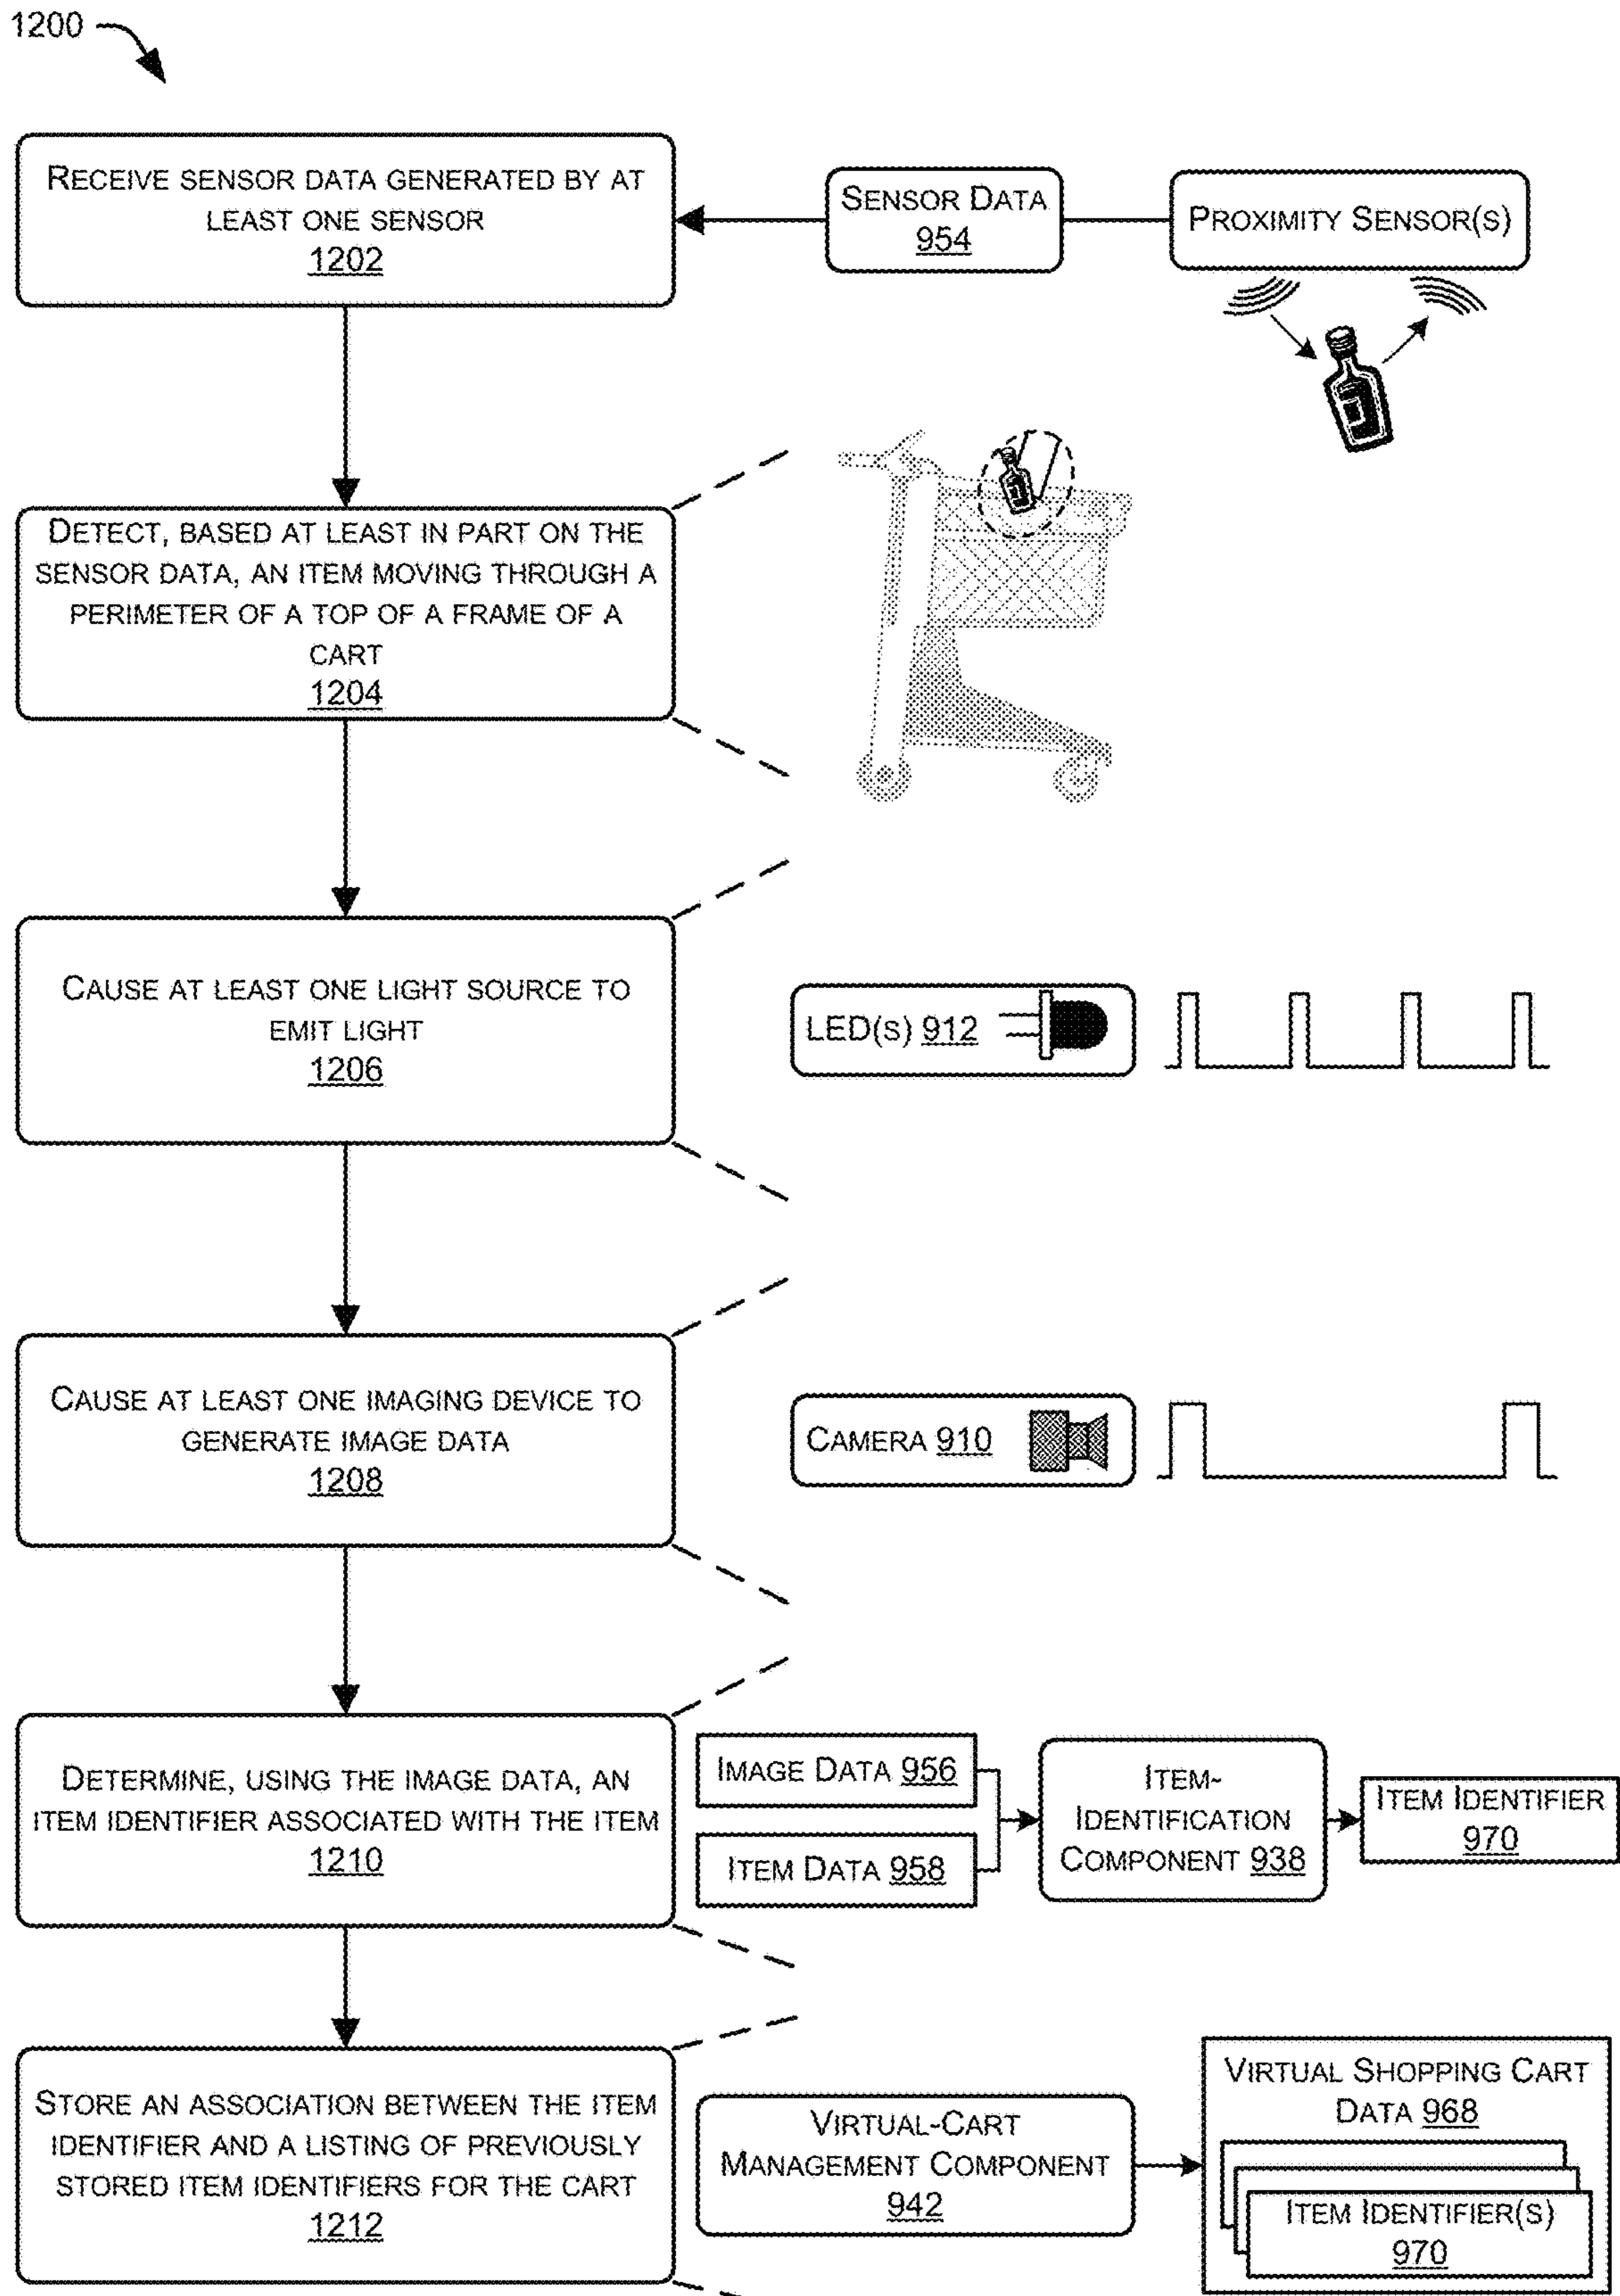 1200
RECEIVE SENSOR DATA GENERATED BY AT
LEAST ONE SENSOR
1202
SENSOR DATA
954
PROXIMITY SENSOR(S)
DETECT, BASED AT LEAST IN PART ON THE
SENSOR DATA, AN ITEM MOVING THROUGH A
PERIMETER OF A TOP OF A FRAME OF A
CART
1204
CAUSE AT LEAST ONE LIGHT SOURCE TO
EMIT LIGHT
1206
LED(S) 912
CAUSE AT LEAST ONE IMAGING DEVICE TO
GENERATE IMAGE DATA
1208
CAMERA 910
DETERMINE, USING THE IMAGE DATA, AN
ITEM IDENTIFIER ASSOCIATED WITH THE ITEM
1210
IMAGE DATA 956
ITEM DATA 958
ITEM-
IDENTIFICATION
COMPONENT 938
ITEM IDENTIFIER
970
STORE AN ASSOCIATION BETWEEN THE ITEM
IDENTIFIER AND A LISTING OF PREVIOUSLY
STORED ITEM IDENTIFIERS FOR THE CART
1212
VIRTUAL-CART
MANAGEMENT COMPONENT
942
VIRTUAL SHOPPING CART
DATA 968
ITEM IDENTIFIER(S)
970